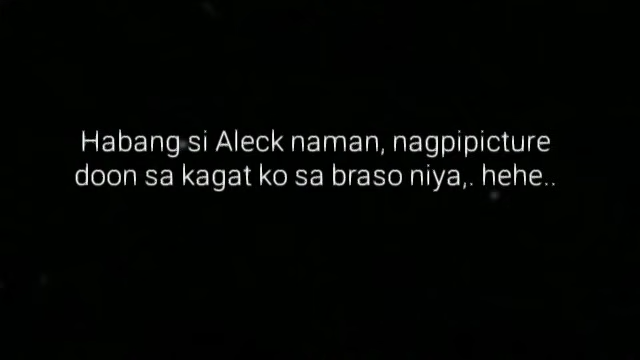 Habang si Aleck naman, nagpipicture
doon sa kagat ko sa braso niya,. hehe..